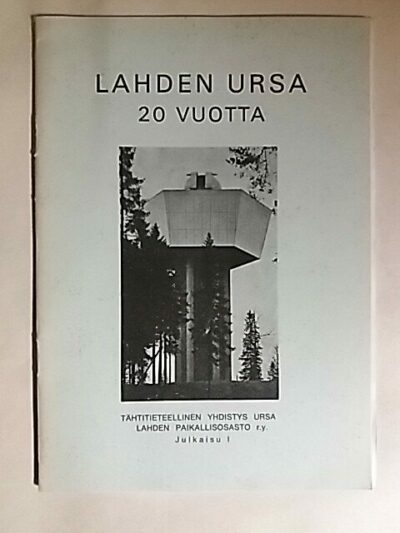 LAHDEN URSA
20 VUOTTA
TÄHTITIETEELLINEN YHDISTYS URSA
LAHDEN PAIKALLISOSASTO r.y.
Julkaisu I